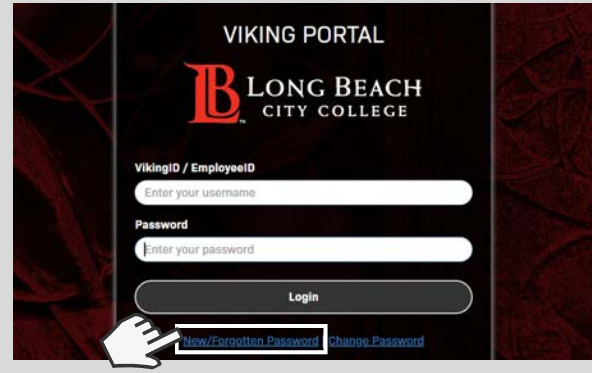 VIKING PORTAL
LB LONG BEACH
CITY COLLEGE
VikingID / EmployeeID
Enter your username
Password
Enter your password
Login
New/Forgotten Password Change Password